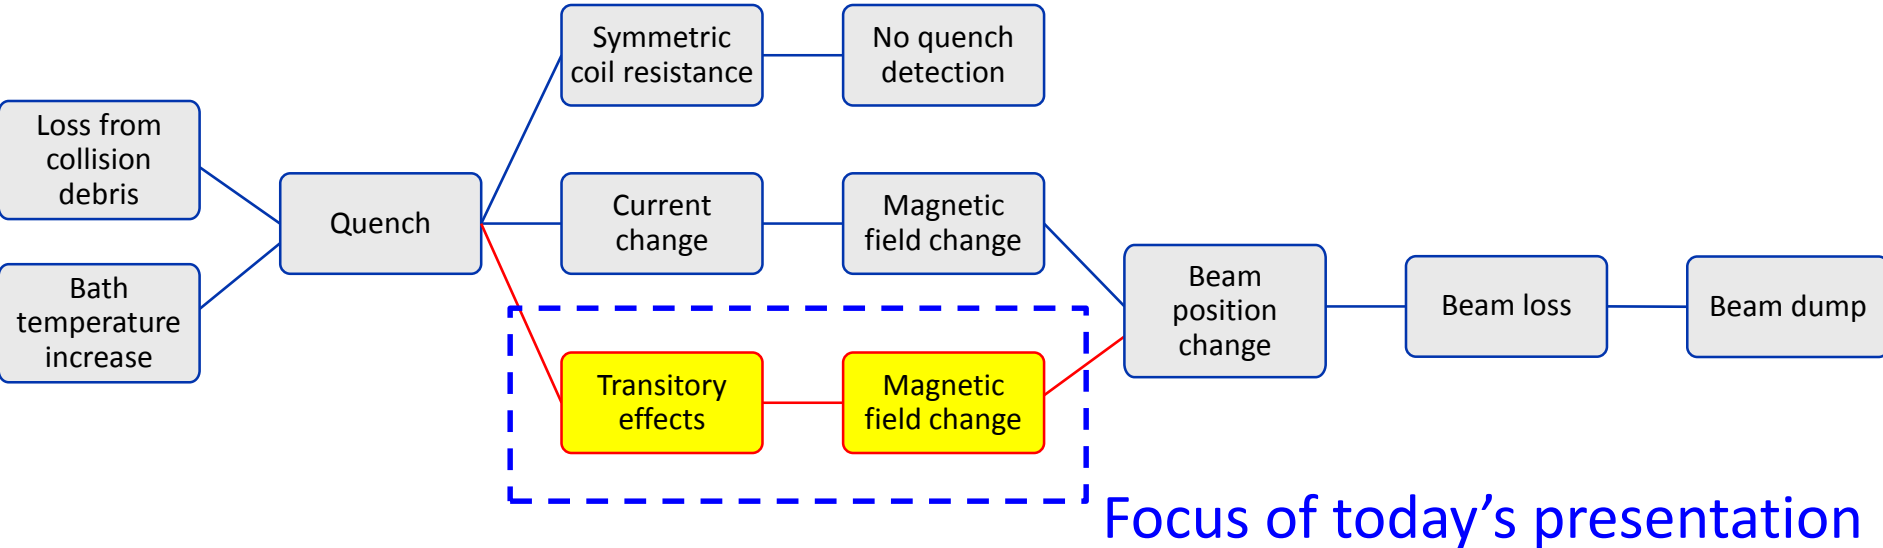 Loss from
collision
debris
Bath
temperature
increase
Quench
Symmetric
coil resistance
No quench
detection
Current
change
Magnetic
field change
Transitory
effects
Magnetic
field change
Beam
position
change
Beam loss
Beam dump
Focus of today’s presentation